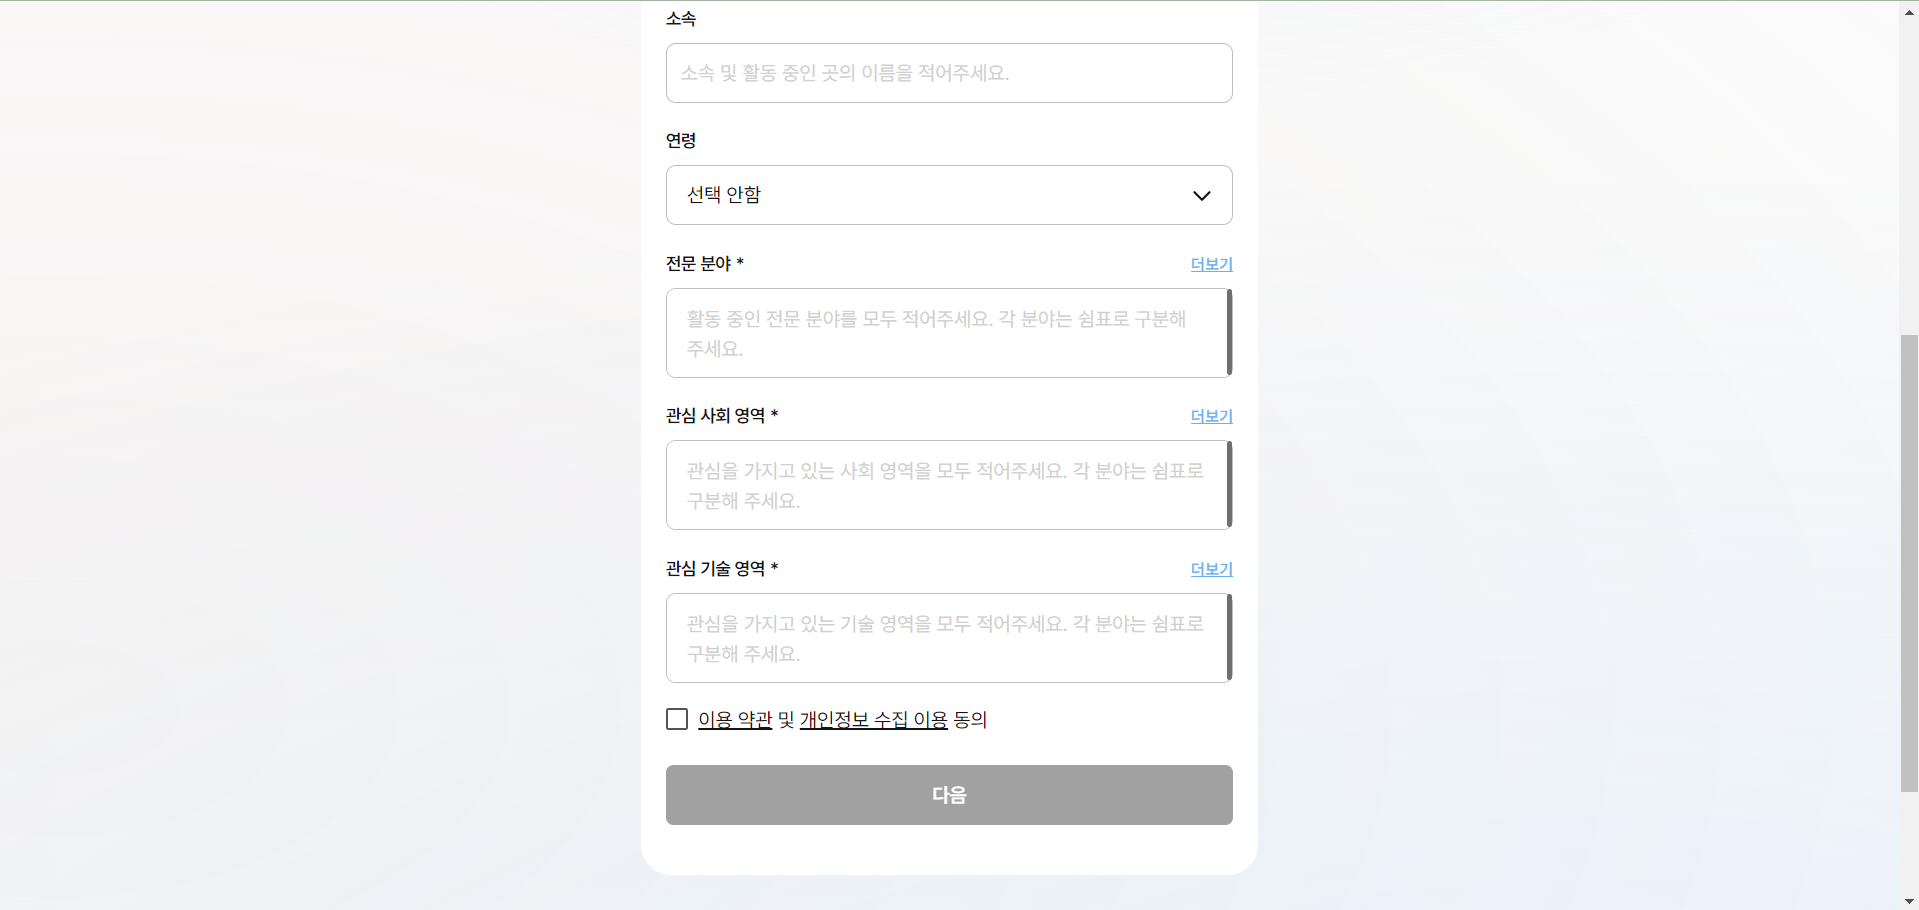 소속
소속 및 활동 중인 곳의 이름을 적어주세요.
연령
선택 안함
전문 분야 *
더보기
활동 중인 전문 분야를 모두 적어주세요. 각 분야는 쉼표로 구분해
주세요.
관심 사회 영역 *
더보기
관심을 가지고 있는 사회 영역을 모두 적어주세요. 각 분야는 쉼표로
구분해 주세요.
관심 기술 영역 *
더보기
관심을 가지고 있는 기술 영역을 모두 적어주세요. 각 분야는 쉼표로
구분해 주세요.
이용 약관 및 개인정보 수집 이용 동의
다음